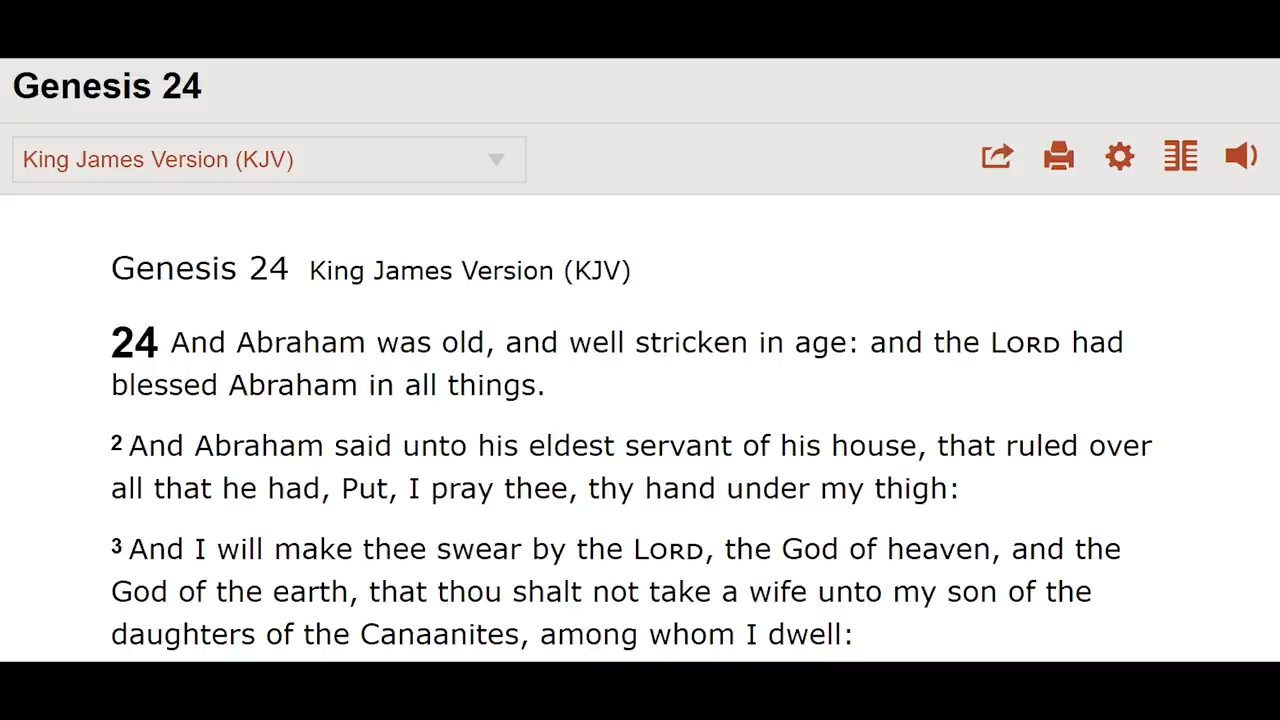 Genesis 24
King James Version (KJV)
Genesis 24 King James Version (KJV)
24 And Abraham was old, and well stricken in age: and the LORD had
blessed Abraham in all things.
2 And Abraham said unto his eldest servant of his house, that ruled over
all that he had, Put, I pray thee, thy hand under my thigh:
3 And I will make thee swear by the LORD, the God of heaven, and the
God of the earth, that thou shalt not take a wife unto my son of the
daughters of the Canaanites, among whom I dwell: